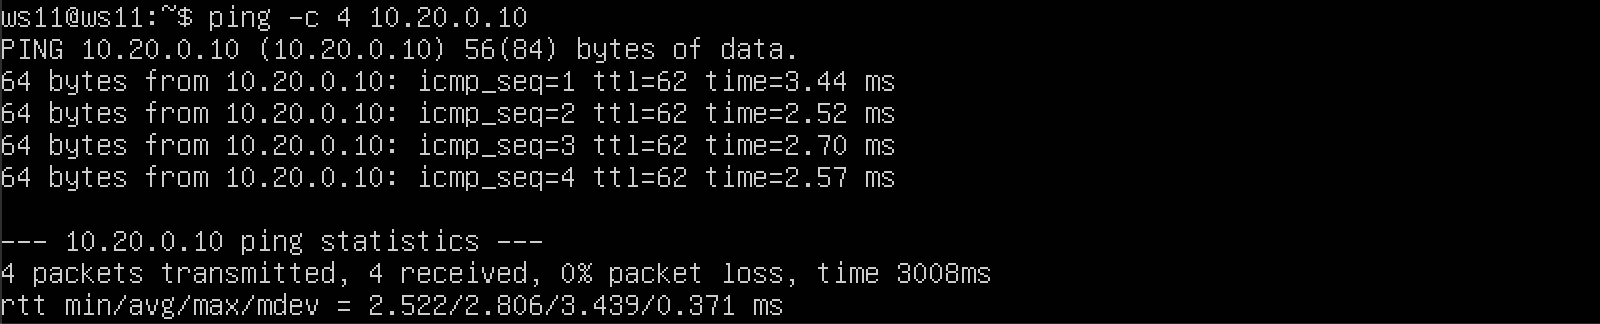 ws11@ws11:~$ ping -c 4 10.20.0.10
PING 10.20.0.10 (10.20.0.10) 56(84) bytes of data.
64 bytes from 10.20.0.10: icmp_seq=1 ttl=62 time=3.44 ms
64 bytes from 10.20.0.10: icmp_seq=2 ttl=62 time=2.52 ms
64 bytes from 10.20.0.10: icmp_seq=3 ttl=62 time=2.70 ms
64 bytes from 10.20.0.10: icmp_seq=4 ttl=62 time=2.57 ms
--- 10.20.0.10 ping statistics ---
4 packets transmitted, 4 received, 0% packet loss, time 3008ms
rtt min/avg/max/mdev = 2.522/2.806/3.439/0.371 ms